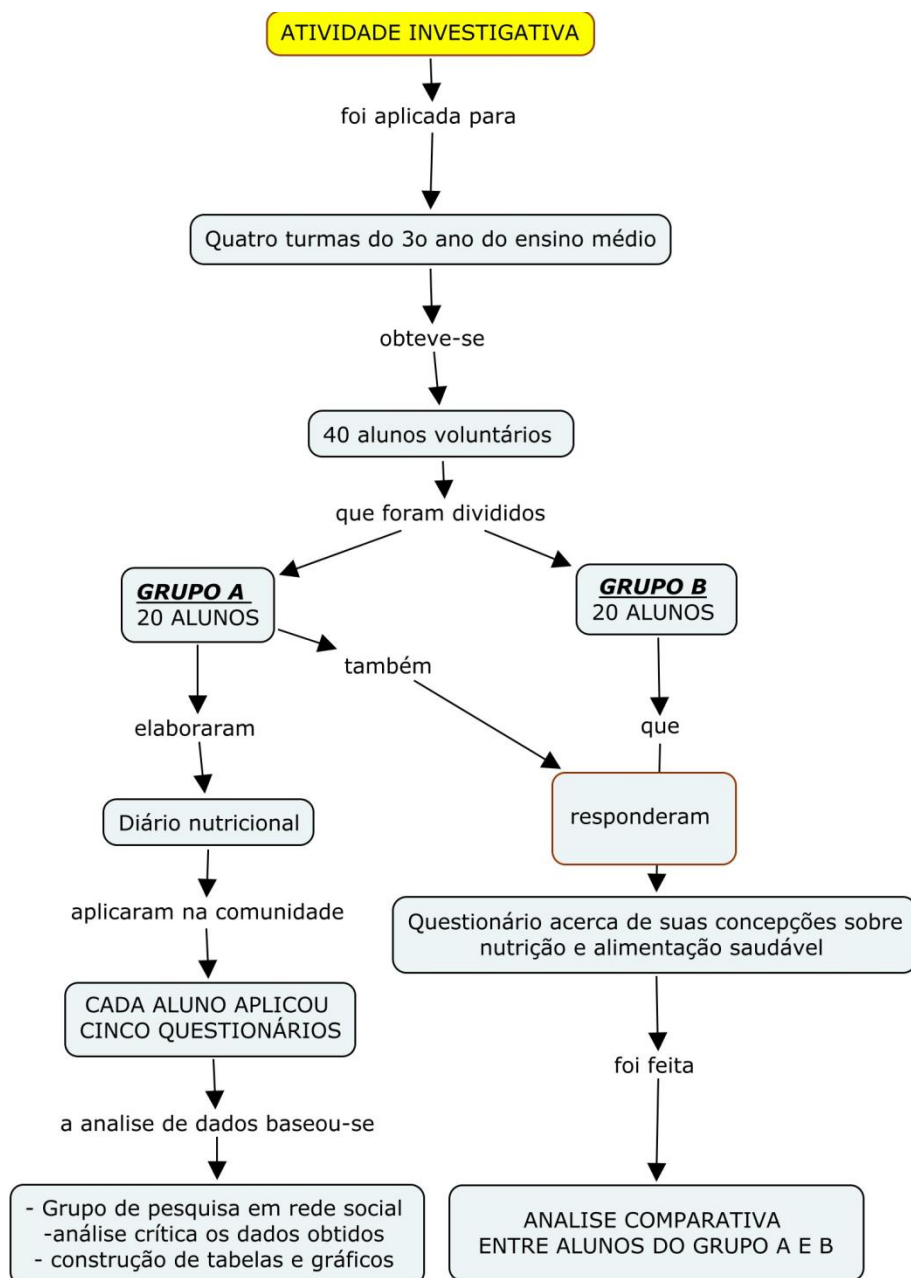 ATIVIDADE INVESTIGATIVA
foi aplicada para
Quatro turmas do 3o ano do ensino médio
obteve-se
40 alunos voluntários
que foram divididos
GRUPO A
20 ALUNOS
GRUPO B
20 ALUNOS
também
elaboraram
que
Diário nutricional
responderam
aplicaram na comunidade
Questionário acerca de suas concepções sobre
nutrição e alimentação saudável
CADA ALUNO APLICOU
CINCO QUESTIONÁRIOS
foi feita
a analise de dados baseou-se
- Grupo de pesquisa em rede social
-análise crítica os dados obtidos
- construção de tabelas e gráficos
ANALISE COMPARATIVA
ENTRE ALUNOS DO GRUPO A E B